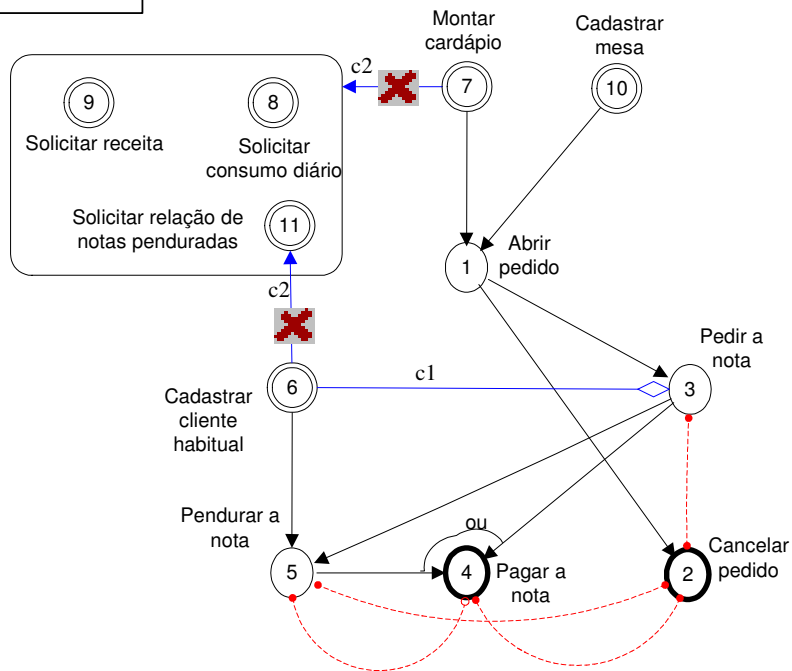 Montar
cardápio
Cadastrar
mesa
c2
7
10
9
8
Solicitar receita
Solicitar
consumo diário
Solicitar relação de
notas penduradas
11
Abrir
pedido
1
c2
Pedir a
nota
c1
6
3
Cadastrar
cliente
habitual
Pendurar a
nota
ou
5
4
Pagar a
nota
2
Cancelar
pedido